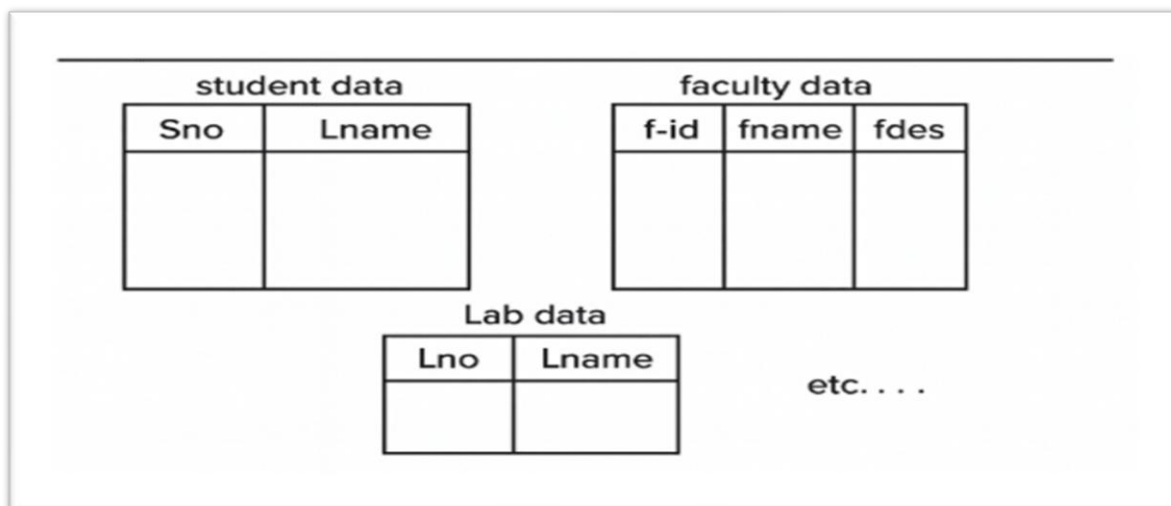 student data
Sno Lname
faculty data
f-id fname fdes
Lab data
Lno Lname
etc. . . .